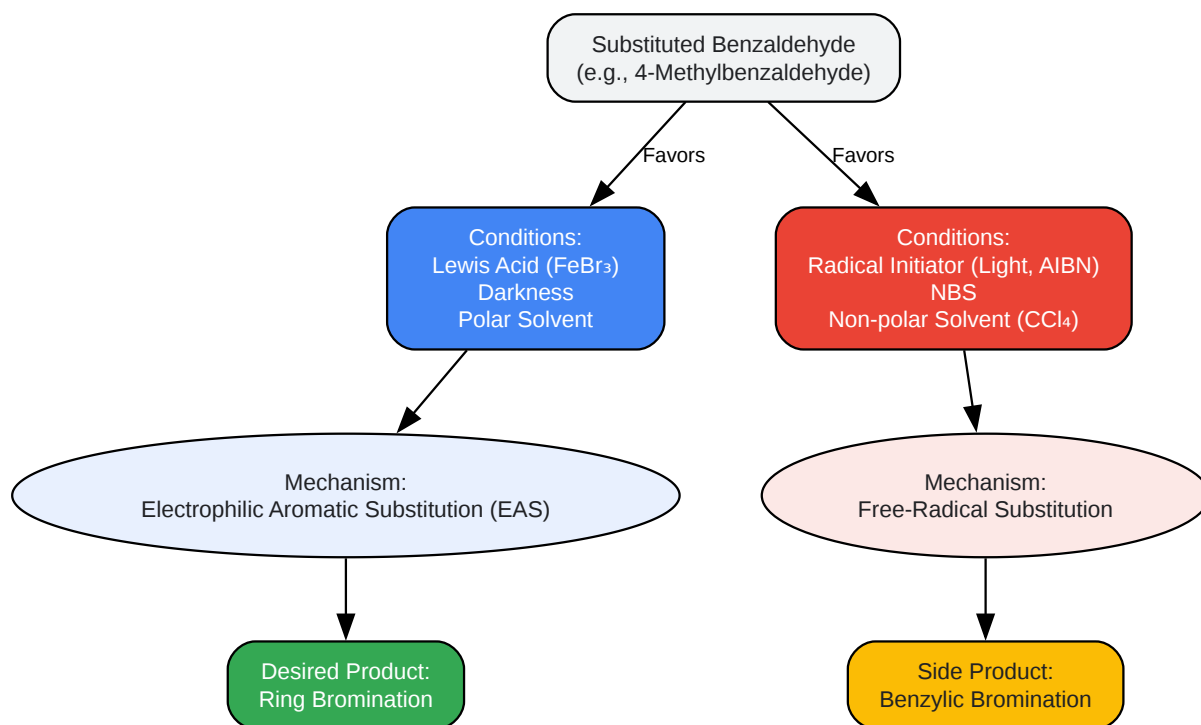 Substituted Benzaldehyde
(e.g., 4-Methylbenzaldehyde)
Favors
Favors
Conditions:
Lewis Acid (FeBr₃)
Darkness
Polar Solvent
Conditions:
Radical Initiator (Light, AIBN)
NBS
Non-polar Solvent (CCl₄)
Mechanism:
Electrophilic Aromatic Substitution (EAS)
Mechanism:
Free-Radical Substitution
Desired Product:
Ring Bromination
Side Product:
Benzylic Bromination